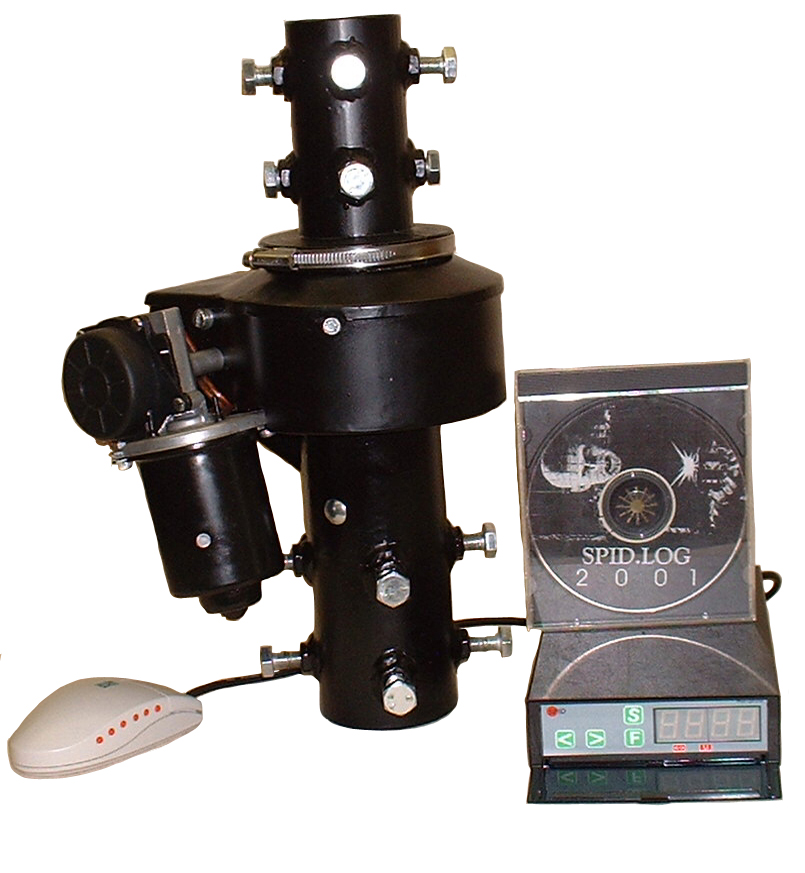 SPID.LOG
2001
S
< >
F